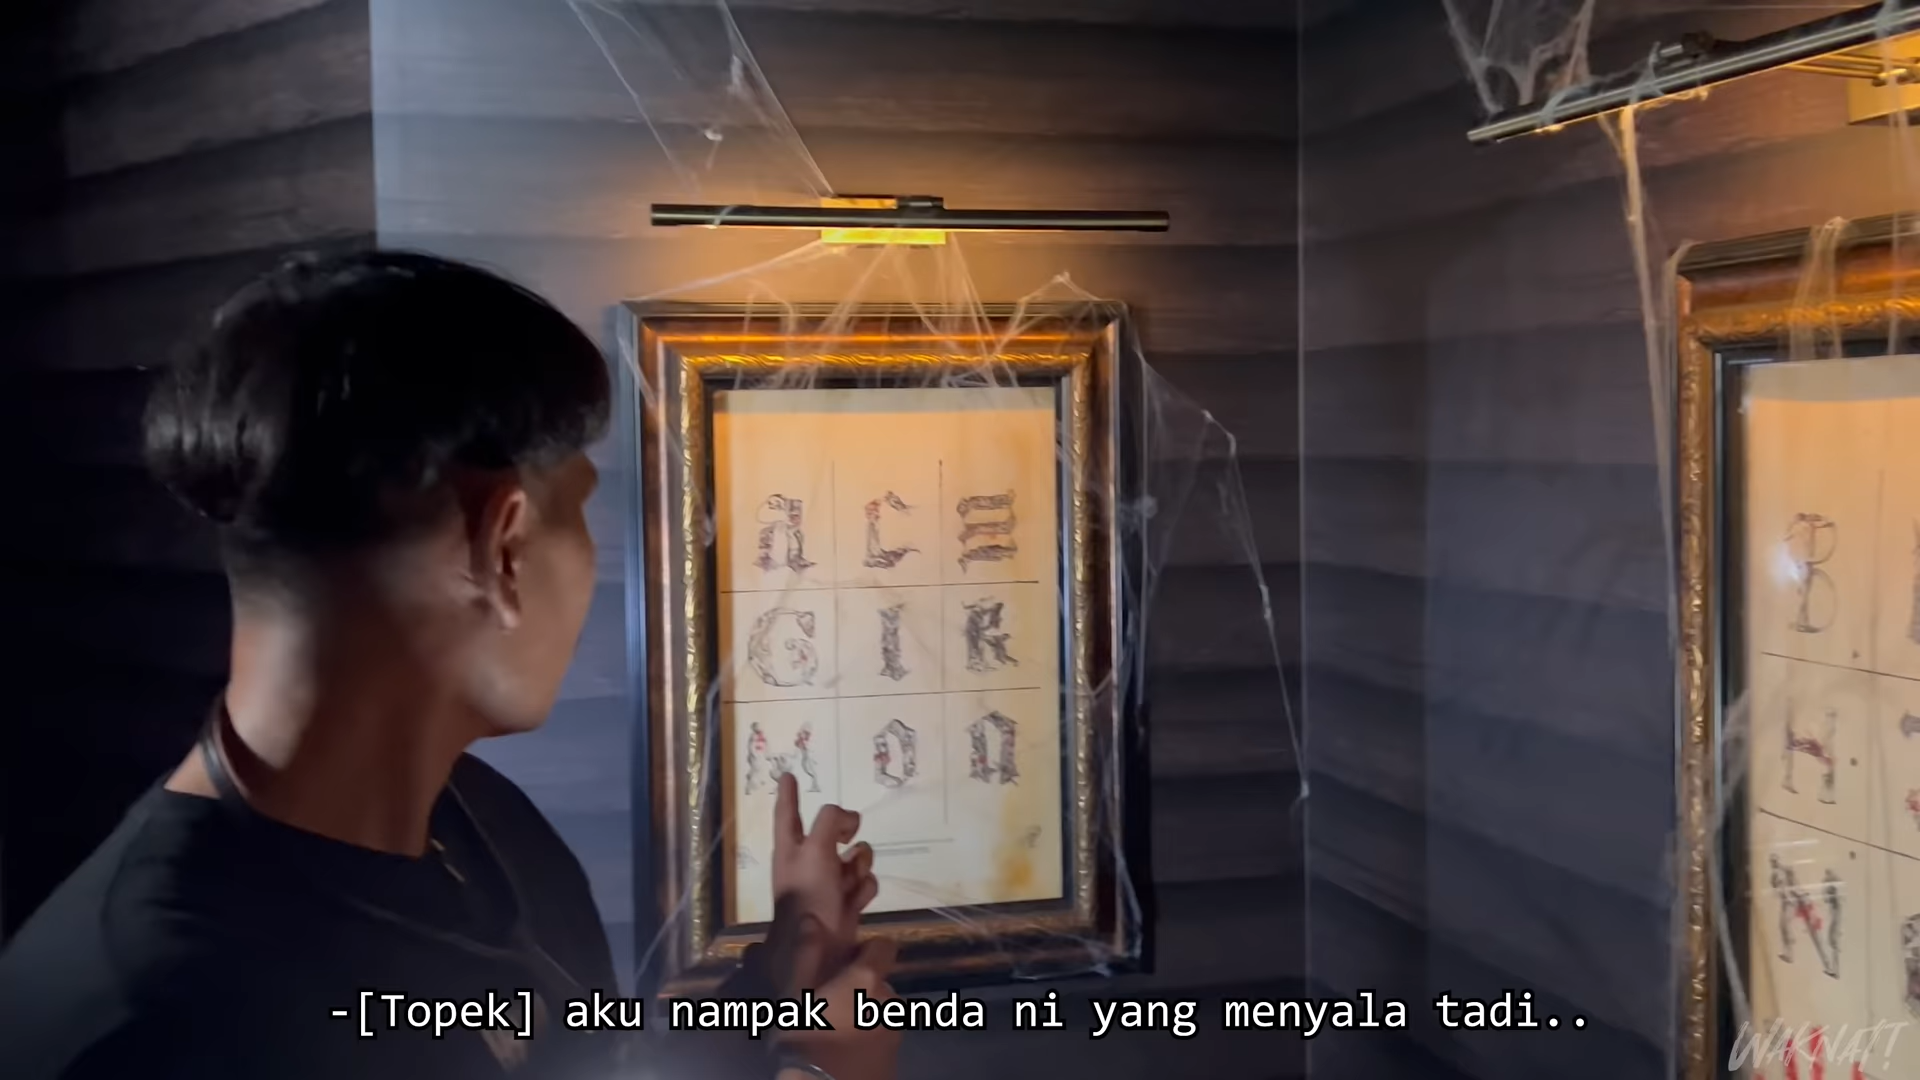 a C E
G I R
M O A
B
H
N
-[Topek] aku nampak benda ni yang menyala tadi..
WAKNAT!